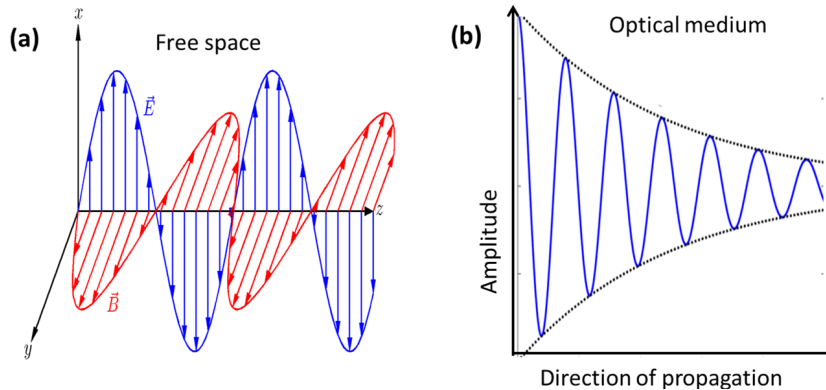 (a)
Free space
x
E⃗
z
B⃗
y
(b)
Optical medium
Amplitude
Direction of propagation